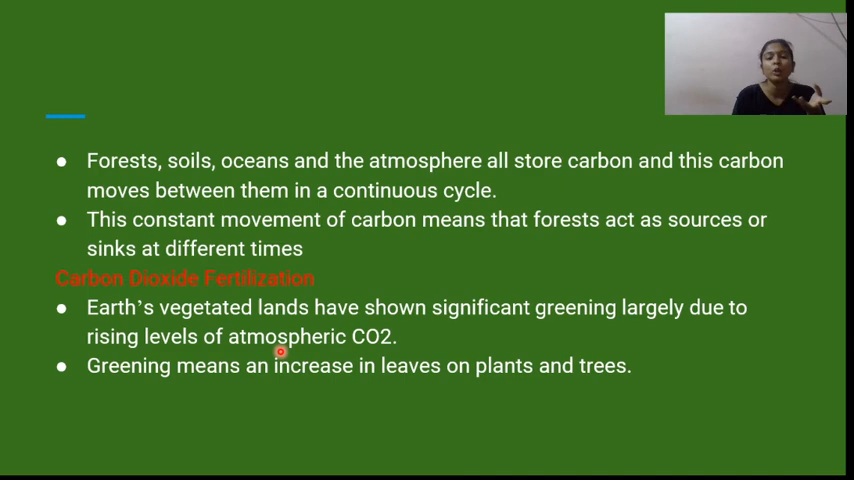 ● Forests, soils, oceans and the atmosphere all store carbon and this carbon
moves between them in a continuous cycle.
● This constant movement of carbon means that forests act as sources or
sinks at different times
Carbon Dioxide Fertilization
● Earth’s vegetated lands have shown significant greening largely due to
rising levels of atmospheric CO2.
● Greening means an increase in leaves on plants and trees.